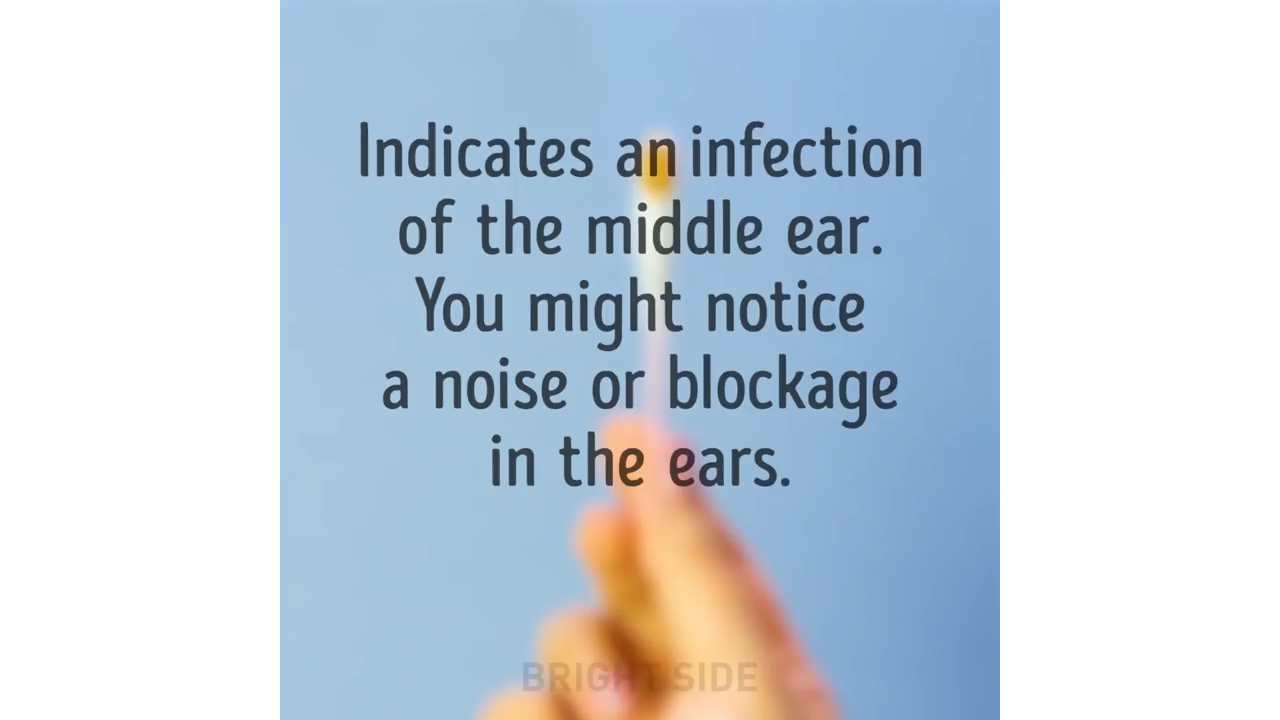 Indicates an infection
of the middle ear.
You might notice
a noise or blockage
in the ears.
BRIGHT SIDE